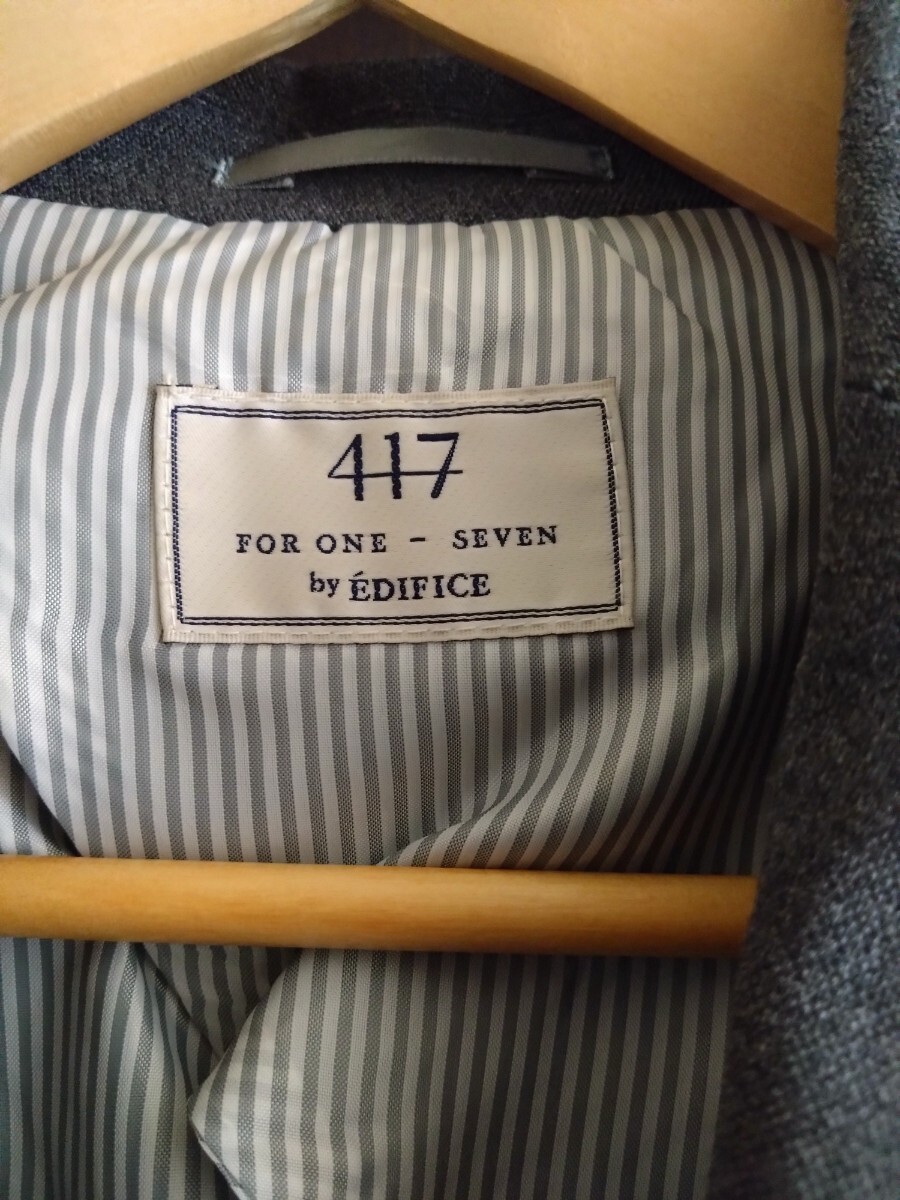 417
FOR ONE - SEVEN
by ÉDIFICE